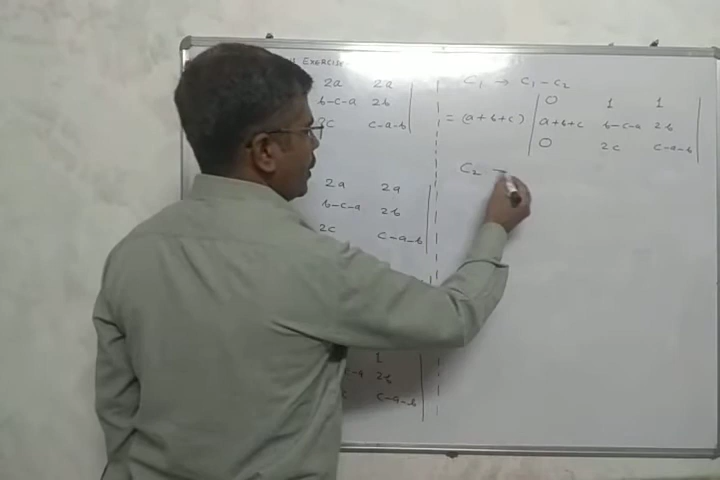 EXERCISE
2a 2a
b-c-a 2b
2c c-a-b
2a 2a
b-c-a 2b
2c c-a-b
1
c-a 2b
c c-a-b
C₁ → C₁-C₂
0 1 1
= (a+b+c) a+b+c b-c-a 2b
0 2c c-a-b
C₂ →